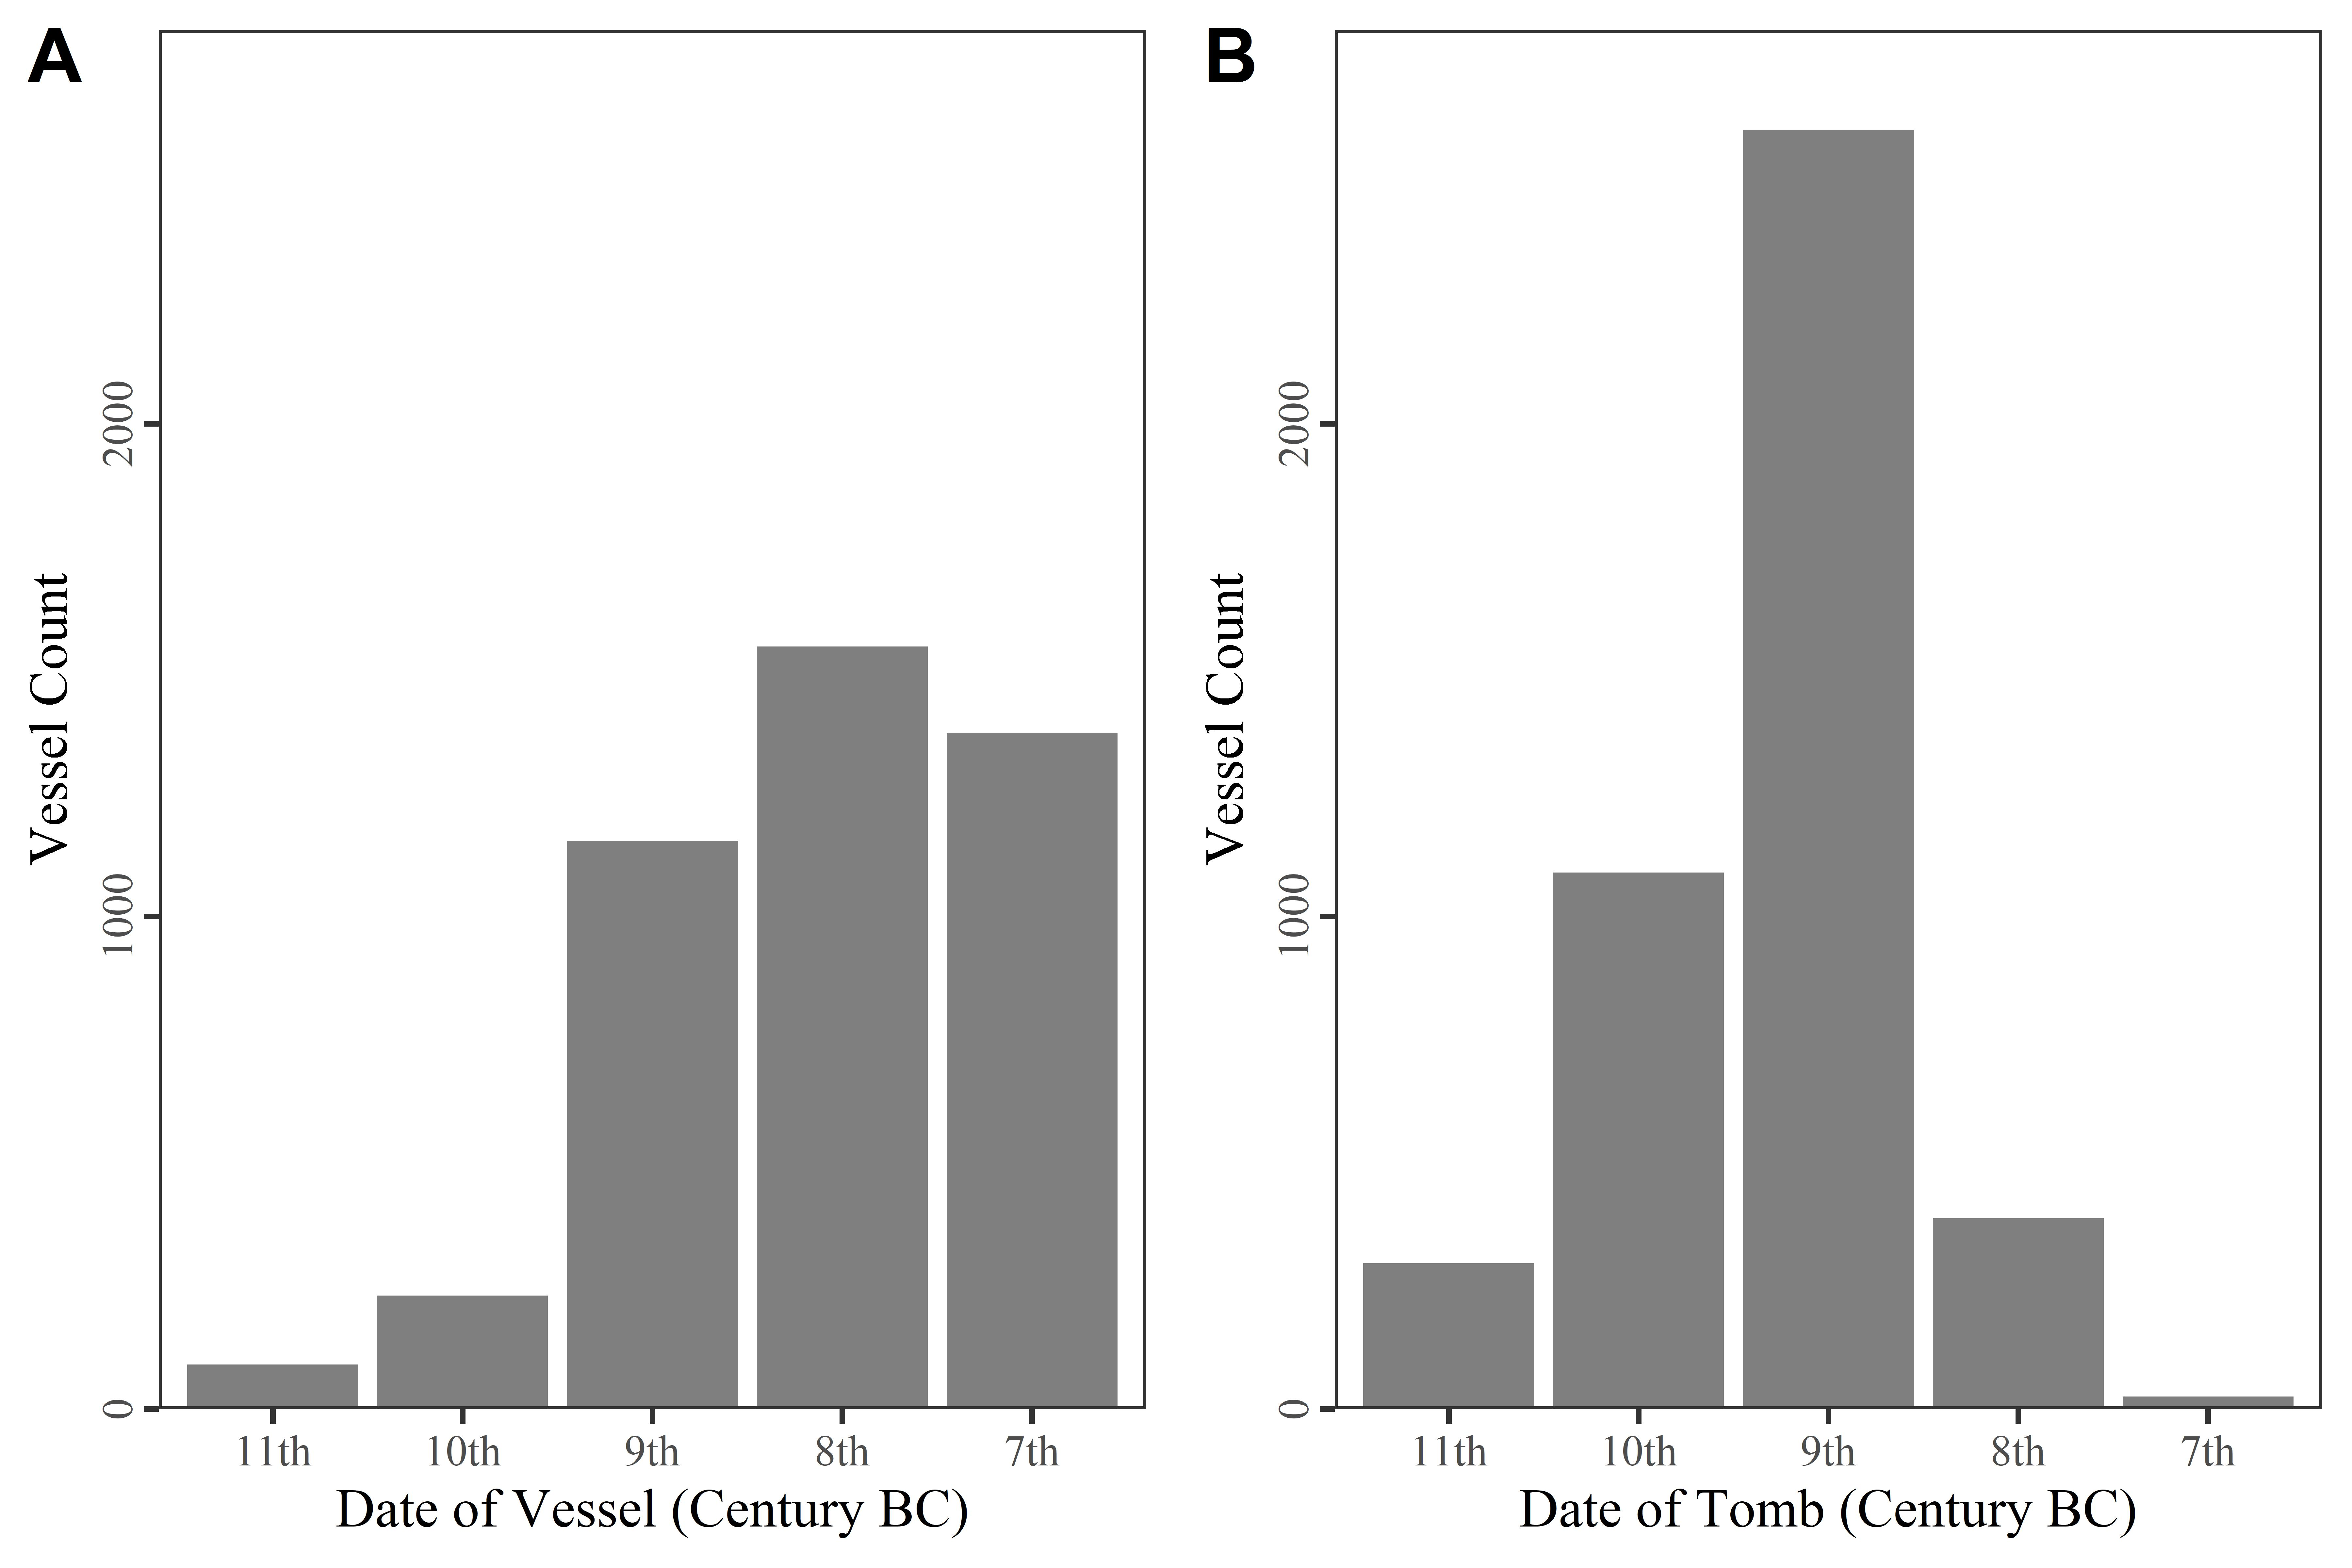 A
Vessel Count
2000
1000
0
11th 10th 9th 8th 7th
Date of Vessel (Century BC)
B
Vessel Count
2000
1000
0
11th 10th 9th 8th 7th
Date of Tomb (Century BC)